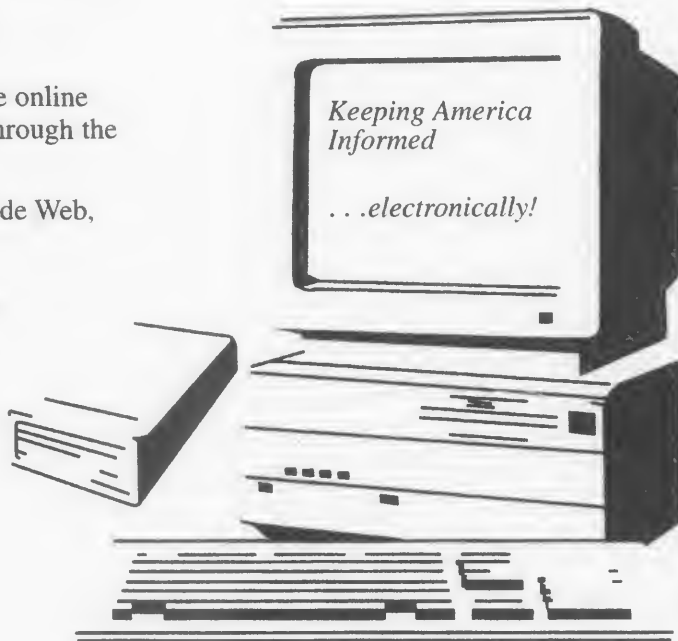 e online
hrough the
de Web,
Keeping America
Informed
. . .electronically!